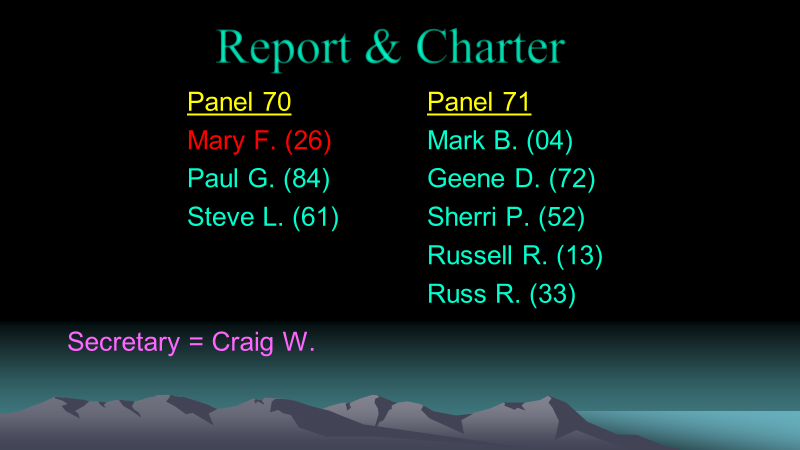 Report & Charter
Panel 70
Mary F. (26)
Paul G. (84)
Steve L. (61)
Panel 71
Mark B. (04)
Geene D. (72)
Sherri P. (52)
Russell R. (13)
Russ R. (33)
Secretary = Craig W.